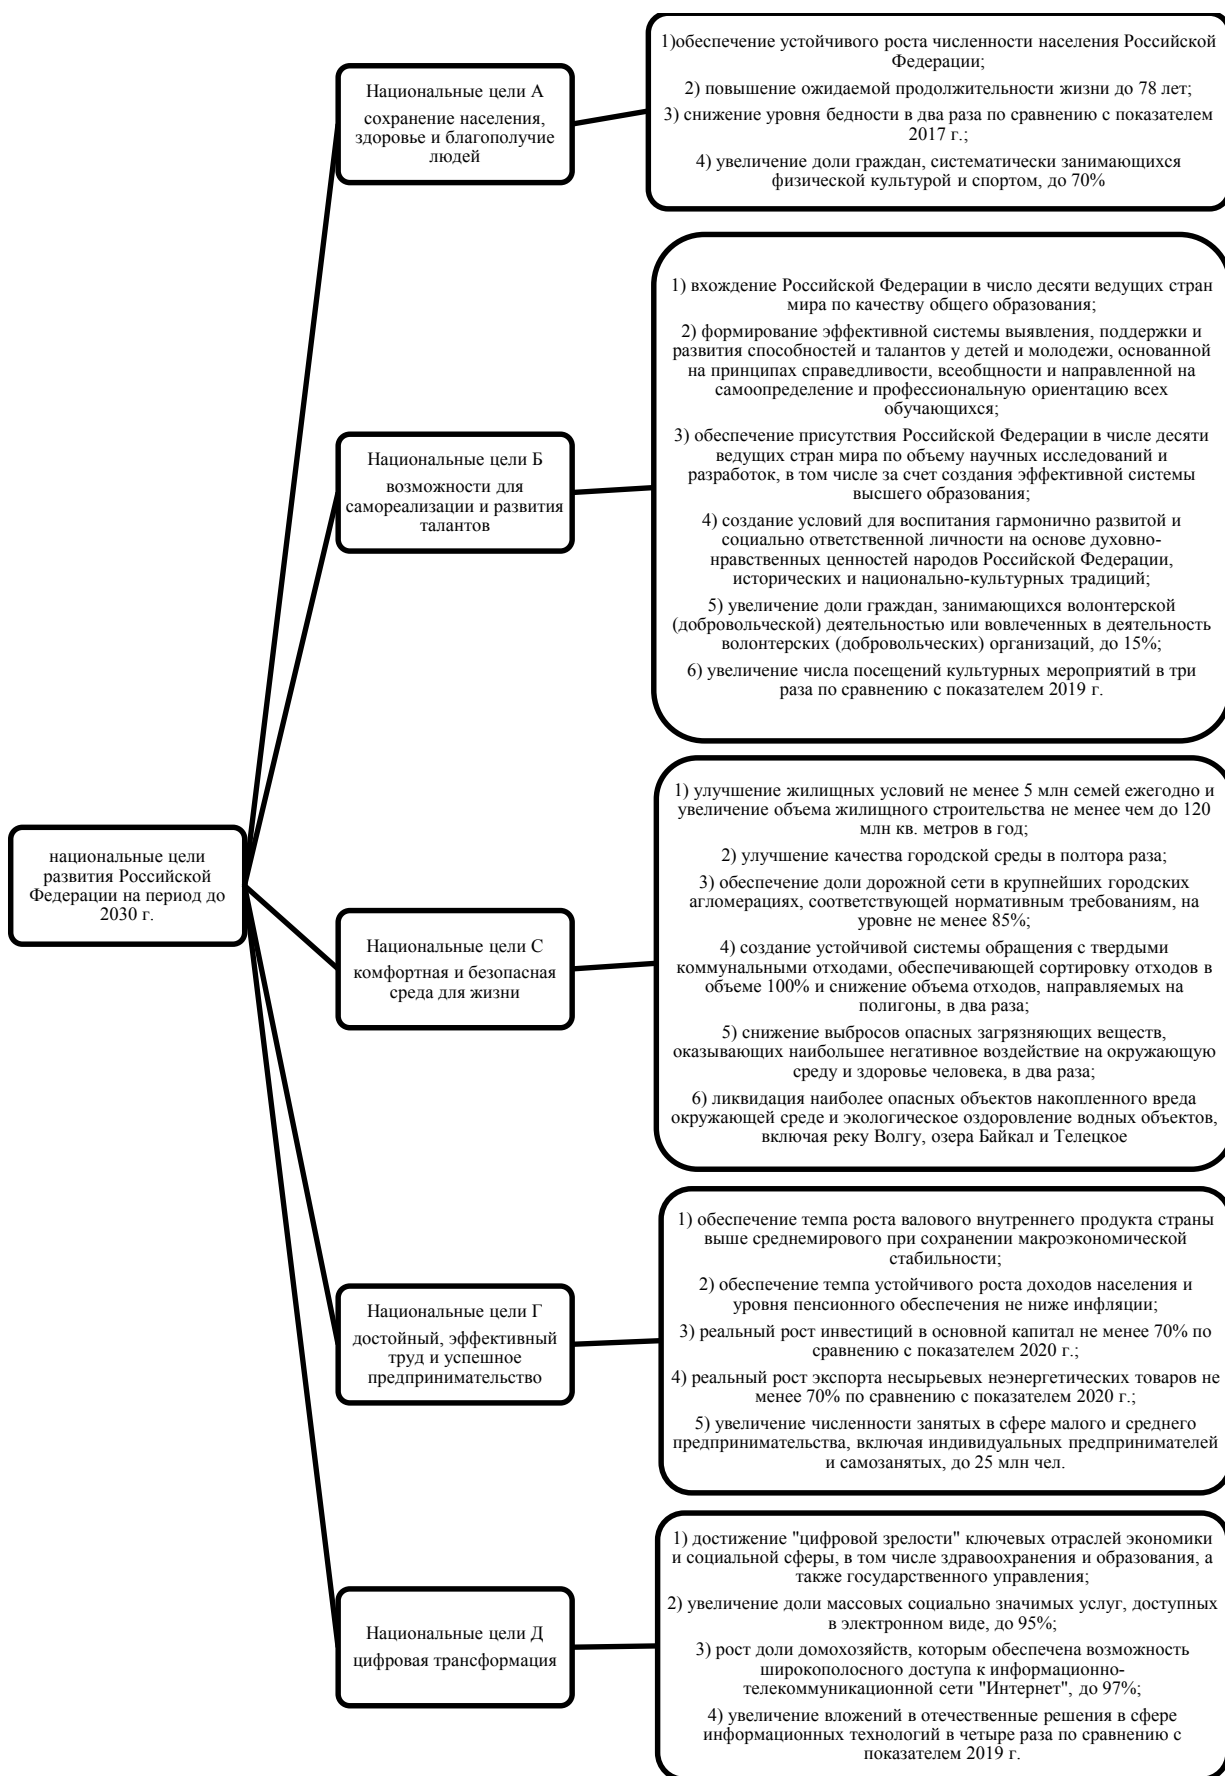 национальные цели
развития Российской
Федерации на период до
2030 г.
Национальные цели А
сохранение населения,
здоровье и благополучие
людей
1)обеспечение устойчивого роста численности населения Российской
Федерации;
2) повышение ожидаемой продолжительности жизни до 78 лет;
3) снижение уровня бедности в два раза по сравнению с показателем
2017 г.;
4) увеличение доли граждан, систематически занимающихся
физической культурой и спортом, до 70%
Национальные цели Б
возможности для
самореализации и развития
талантов
1) вхождение Российской Федерации в число десяти ведущих стран
мира по качеству общего образования;
2) формирование эффективной системы выявления, поддержки и
развития способностей и талантов у детей и молодежи, основанной
на принципах справедливости, всеобщности и направленной на
самоопределение и профессиональную ориентацию всех
обучающихся;
3) обеспечение присутствия Российской Федерации в числе десяти
ведущих стран мира по объему научных исследований и
разработок, в том числе за счет создания эффективной системы
высшего образования;
4) создание условий для воспитания гармонично развитой и
социально ответственной личности на основе духовно-
нравственных ценностей народов Российской Федерации,
исторических и национально-культурных традиций;
5) увеличение доли граждан, занимающихся волонтерской
(добровольческой) деятельностью или вовлеченных в деятельность
волонтерских (добровольческих) организаций, до 15%;
6) увеличение числа посещений культурных мероприятий в три
раза по сравнению с показателем 2019 г.
Национальные цели С
комфортная и безопасная
среда для жизни
1) улучшение жилищных условий не менее 5 млн семей ежегодно и
увеличение объема жилищного строительства не менее чем до 120
млн кв. метров в год;
2) улучшение качества городской среды в полтора раза;
3) обеспечение доли дорожной сети в крупнейших городских
агломерациях, соответствующей нормативным требованиям, на
уровне не менее 85%;
4) создание устойчивой системы обращения с твердыми
коммунальными отходами, обеспечивающей сортировку отходов в
объеме 100% и снижение объема отходов, направляемых на
полигоны, в два раза;
5) снижение выбросов опасных загрязняющих веществ,
оказывающих наибольшее негативное воздействие на окружающую
среду и здоровье человека, в два раза;
6) ликвидация наиболее опасных объектов накопленного вреда
окружающей среде и экологическое оздоровление водных объектов,
включая реку Волгу, озера Байкал и Телецкое
Национальные цели Г
достойный, эффективный
труд и успешное
предпринимательство
1) обеспечение темпа роста валового внутреннего продукта страны
выше среднемирового при сохранении макроэкономической
стабильности;
2) обеспечение темпа устойчивого роста доходов населения и
уровня пенсионного обеспечения не ниже инфляции;
3) реальный рост инвестиций в основной капитал не менее 70% по
сравнению с показателем 2020 г.;
4) реальный рост экспорта несырьевых неэнергетических товаров не
менее 70% по сравнению с показателем 2020 г.;
5) увеличение численности занятых в сфере малого и среднего
предпринимательства, включая индивидуальных предпринимателей
и самозанятых, до 25 млн чел.
Национальные цели Д
цифровая трансформация
1) достижение "цифровой зрелости" ключевых отраслей экономики
и социальной сферы, в том числе здравоохранения и образования, а
также государственного управления;
2) увеличение доли массовых социально значимых услуг, доступных
в электронном виде, до 95%;
3) рост доли домохозяйств, которым обеспечена возможность
широкополосного доступа к информационно-
телекоммуникационной сети "Интернет", до 97%;
4) увеличение вложений в отечественные решения в сфере
информационных технологий в четыре раза по сравнению с
показателем 2019 г.